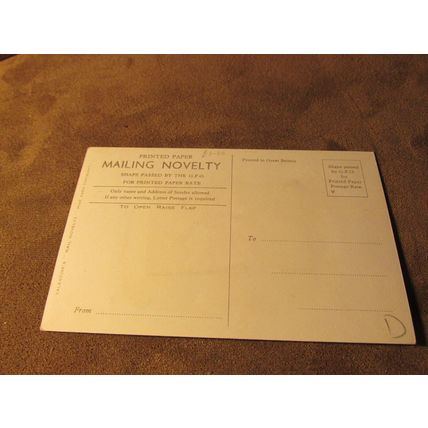 PRINTED PAPER
MAILING NOVELTY
SHAPE PASSED BY THE G.P.O.
FOR PRINTED PAPER RATE
Only name and Address of Sender allowed
If any other writing, Letter Postage is required
TO OPEN RAISE FLAP
From
Printed in Great Britain
Shape passed
by G.P.O.
for
Printed Paper
Postage Rate
To
D